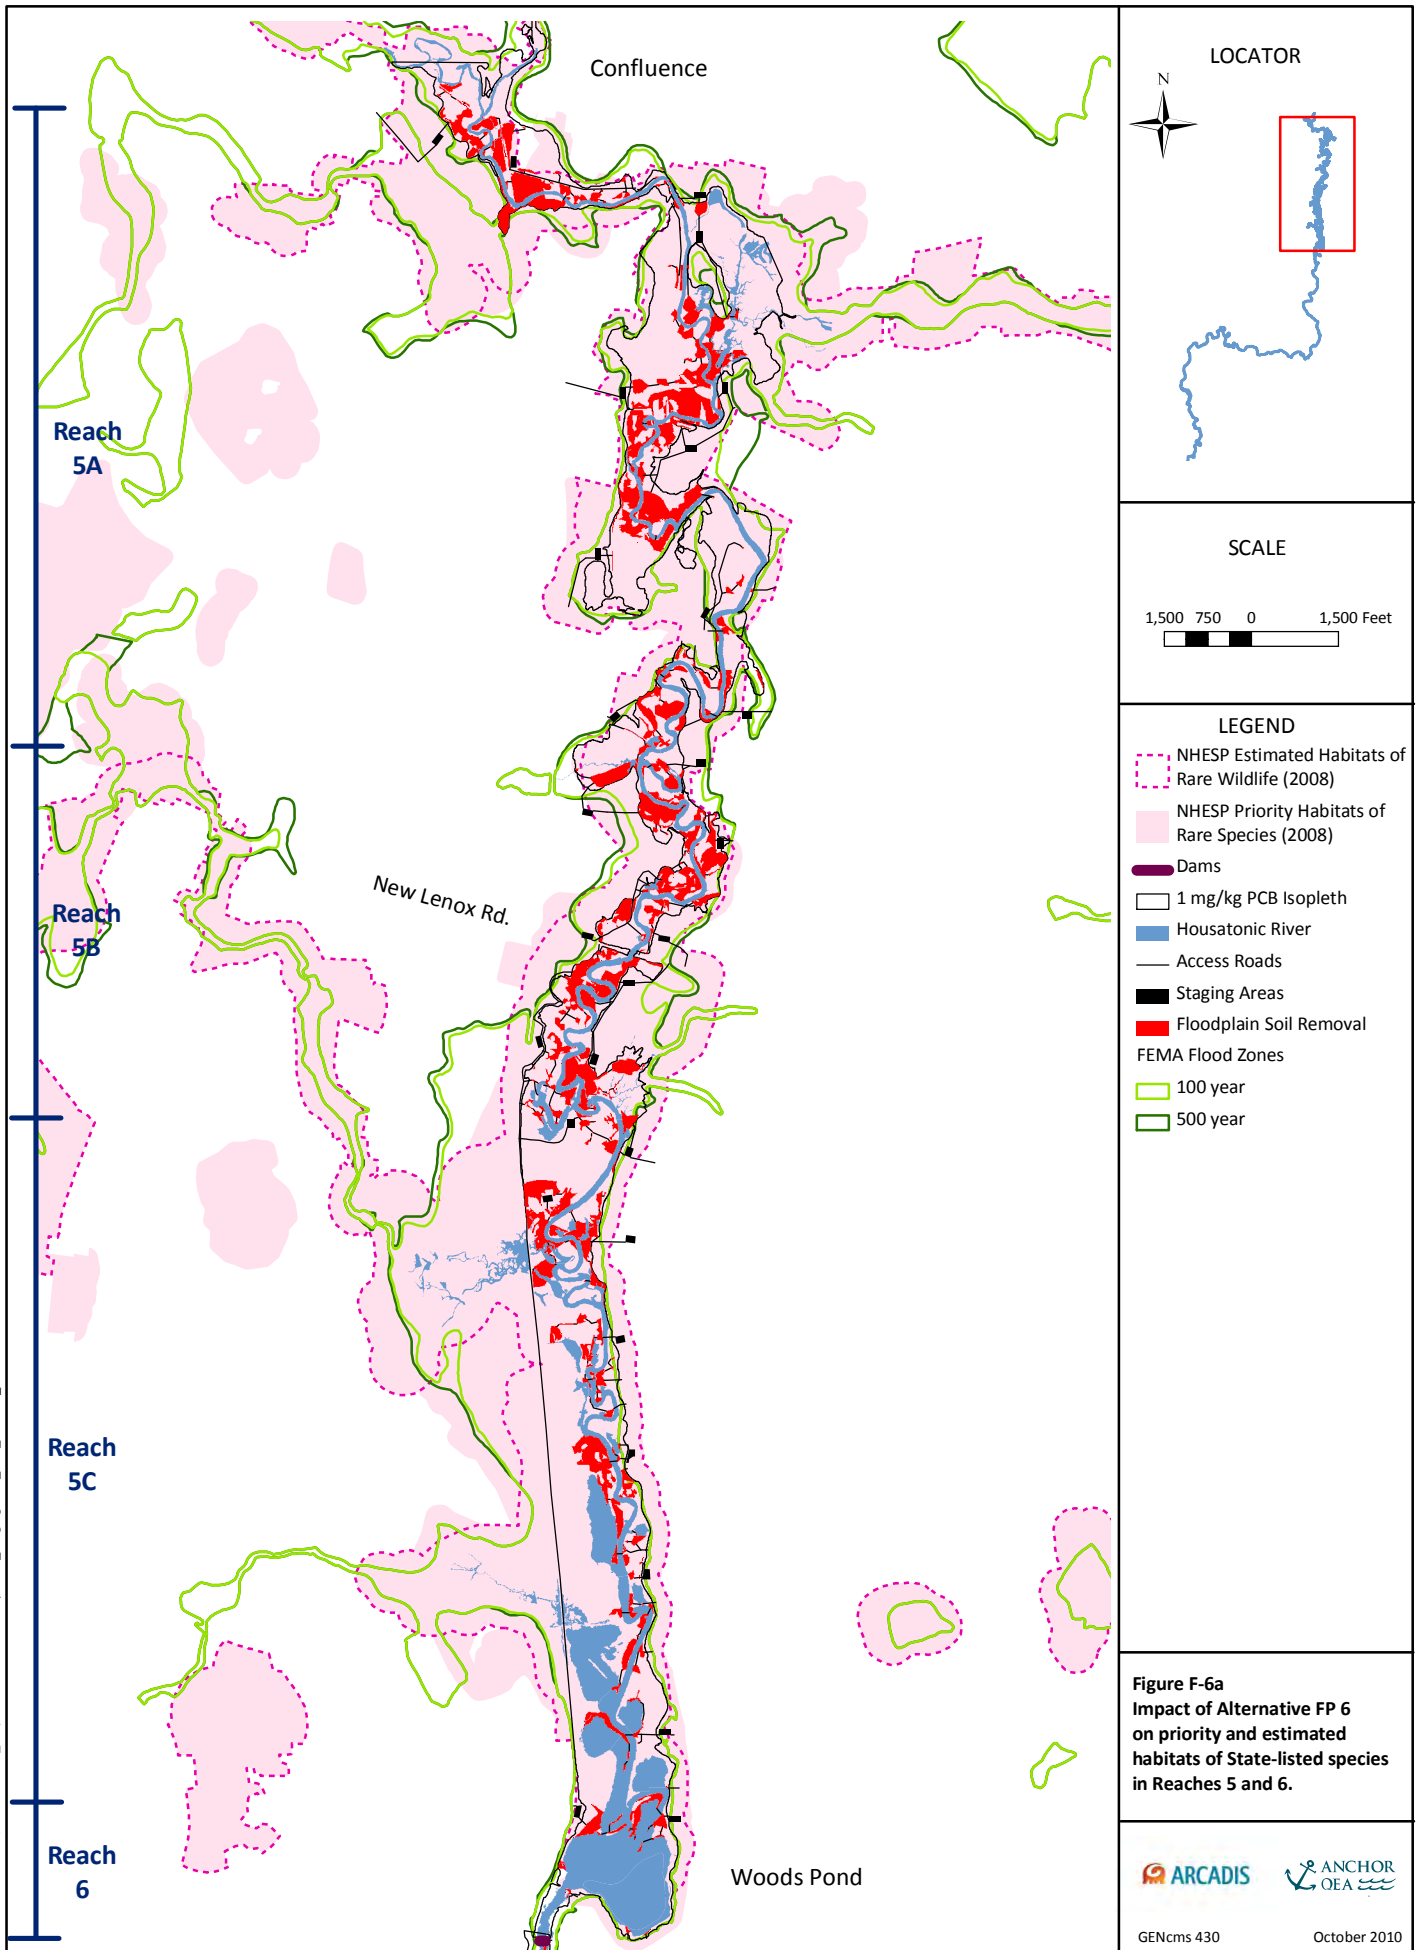 Confluence
Reach
5A
New Lenox Rd.
Reach
5B
Reach
5C
Reach
6
Woods Pond
LOCATOR
N
SCALE
1,500 750 0 1,500 Feet
LEGEND
NHESP Estimated Habitats of
Rare Wildlife (2008)
NHESP Priority Habitats of
Rare Species (2008)
Dams
1 mg/kg PCB Isopleth
Housatonic River
Access Roads
Staging Areas
Floodplain Soil Removal
FEMA Flood Zones
100 year
500 year
Figure F-6a
Impact of Alternative FP 6
on priority and estimated
habitats of State-listed species
in Reaches 5 and 6.
ARCADIS
ANCHOR
QEA
GENcms 430
October 2010